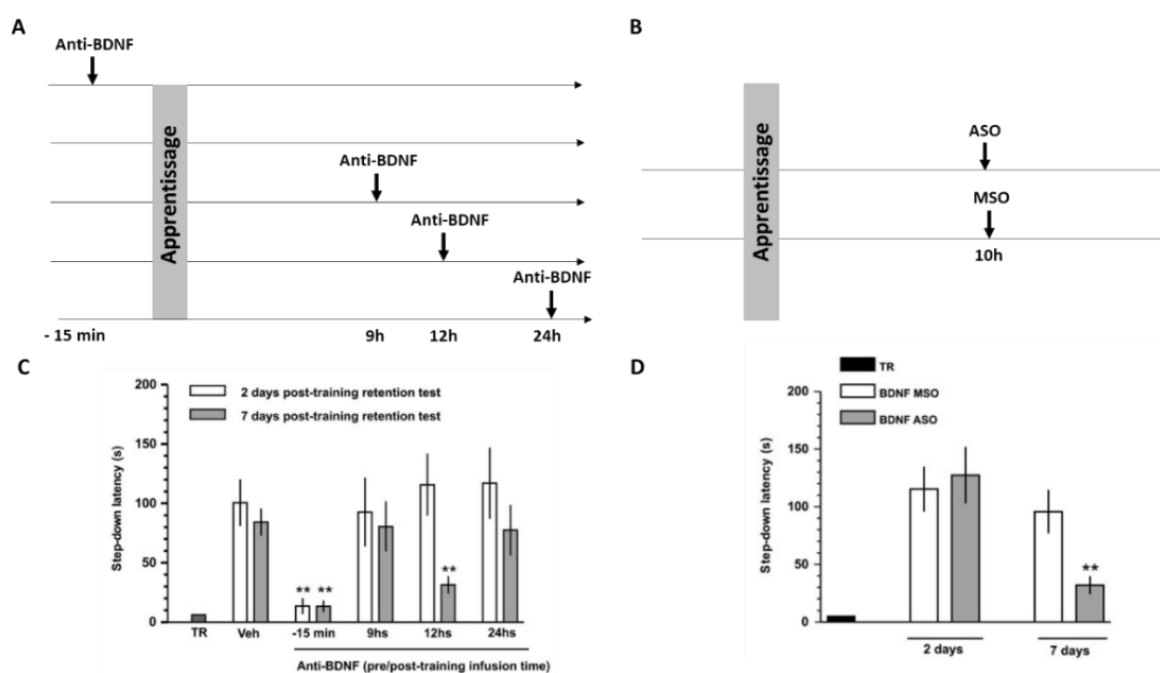 A
Anti-BDNF
Anti-BDNF
Anti-BDNF
Anti-BDNF
Apprentissage
- 15 min
9h
12h
24h
B
Apprentissage
ASO
MSO
10h
C
2 days post-training retention test
7 days post-training retention test
Step-down latency (s)
200
150
100
50
0
** **
**
TR
Veh
-15 min
9hs
12hs
24hs
Anti-BDNF (pre/post-training infusion time)
D
TR
BDNF MSO
BDNF ASO
Step-down latency (s)
200
150
100
50
0
**
2 days
7 days